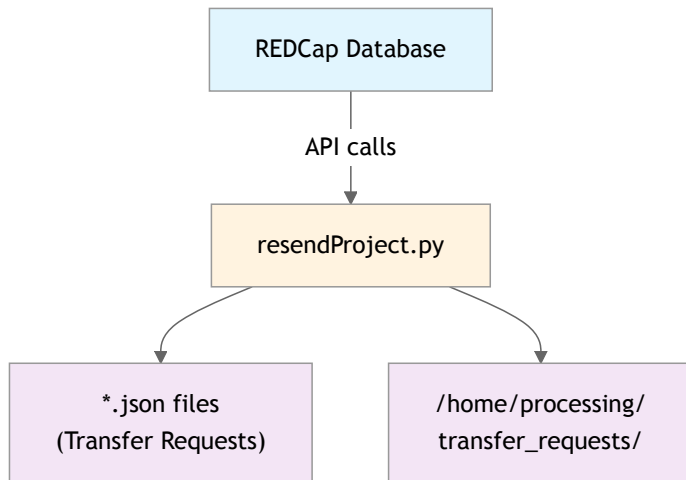 REDCap Database
API calls
resendProject.py
*.json files
(Transfer Requests)
/home/processing/
transfer_requests/